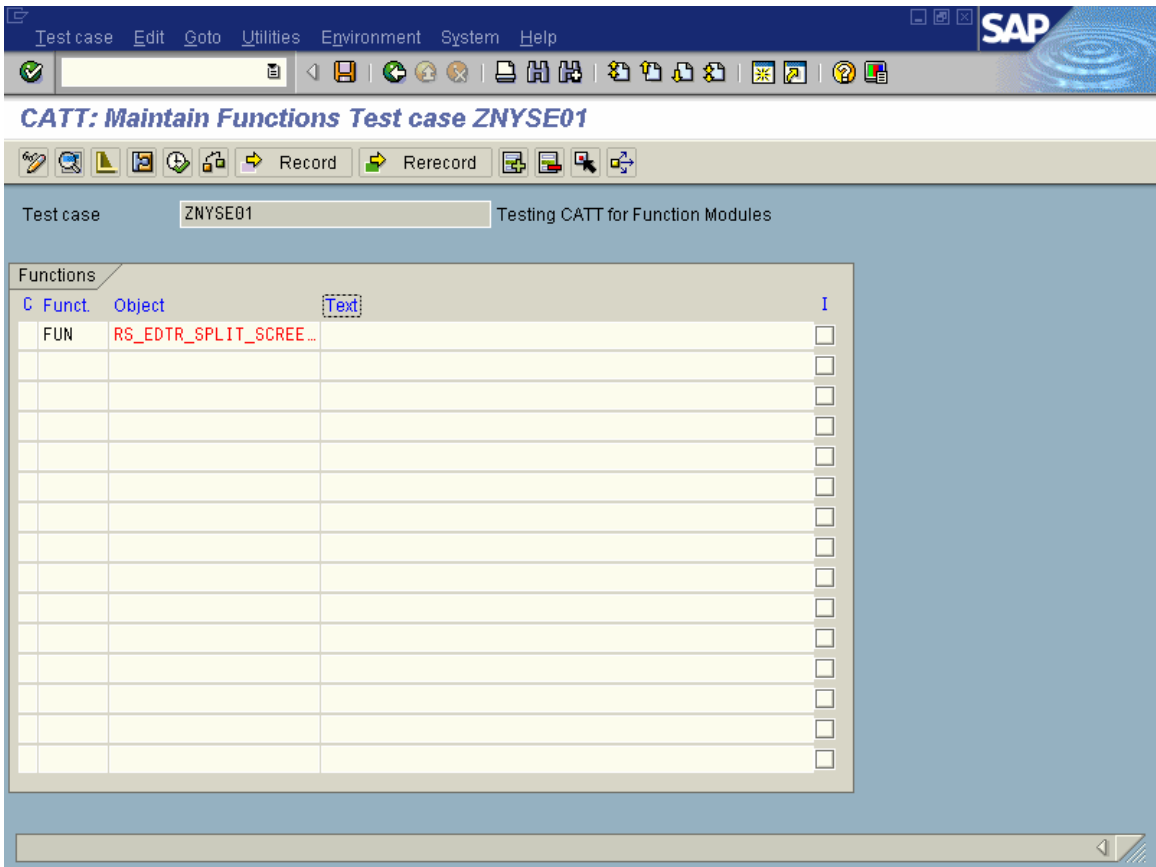 Test case Edit Goto Utilities Environment System Help
SAP
CATT: Maintain Functions Test case ZNYSE01
Record Rerecord
Test case ZNYSE01 Testing CATT for Function Modules
Functions
C Funct. Object Text I
FUN RS_EDTR_SPLIT_SCREE…